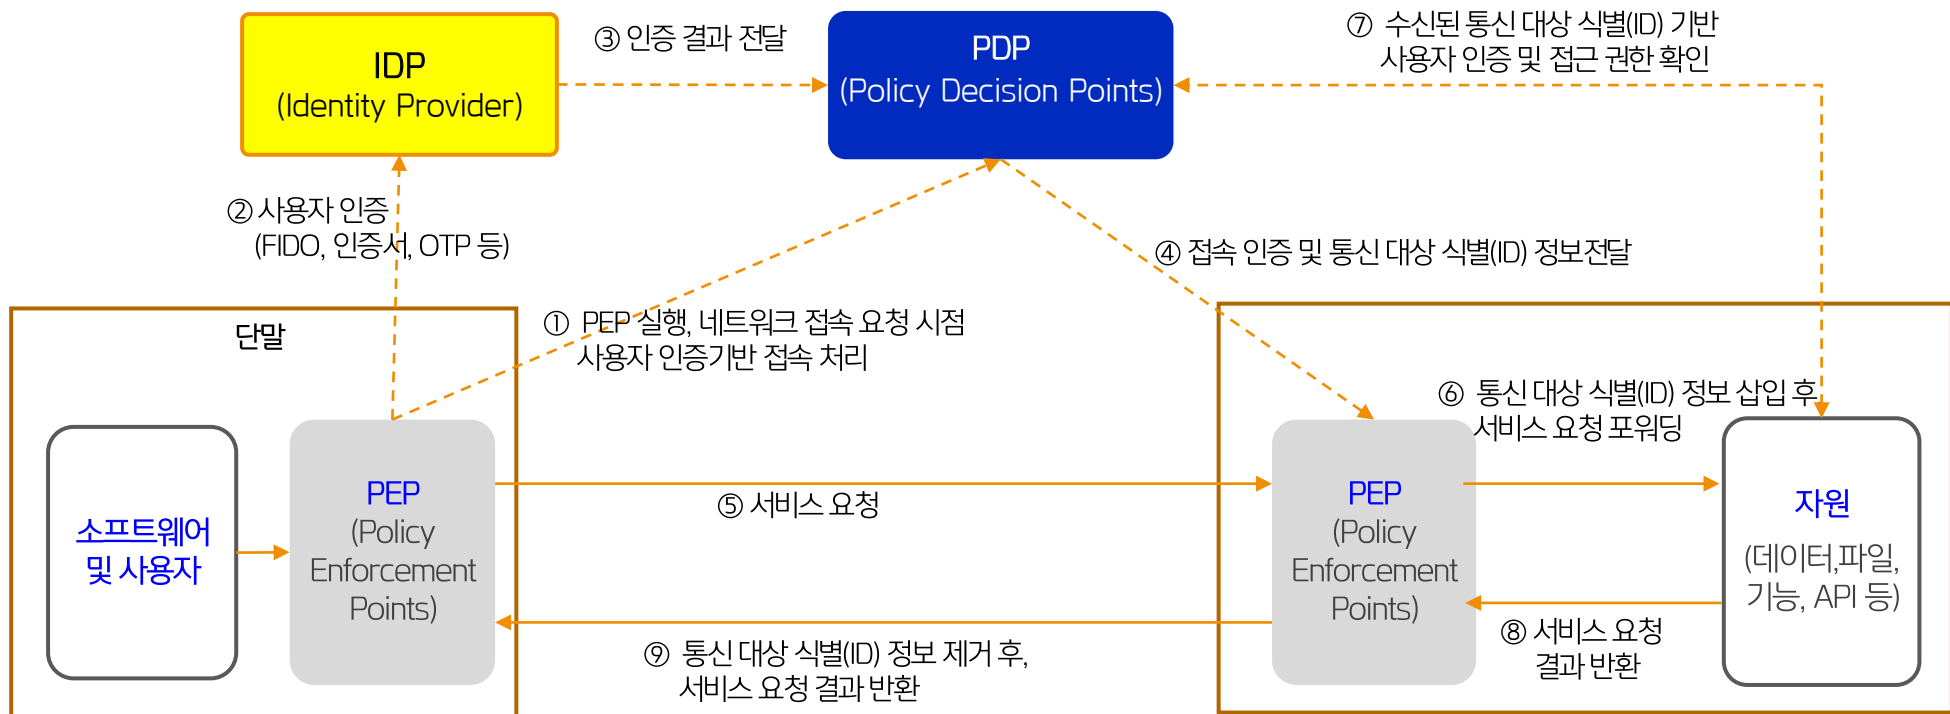 IDP
(Identity Provider)
③ 인증 결과 전달
PDP
(Policy Decision Points)
⑦ 수신된 통신 대상 식별(ID) 기반
사용자 인증 및 접근 권한 확인
② 사용자 인증
(FIDO, 인증서, OTP 등)
④ 접속 인증 및 통신 대상 식별(ID) 정보전달
단말
① PEP 실행, 네트워크 접속 요청 시점
사용자 인증기반 접속 처리
⑥ 통신 대상 식별(ID) 정보 삽입 후
서비스 요청 포워딩
소프트웨어
및 사용자
PEP
(Policy
Enforcement
Points)
⑤ 서비스 요청
PEP
(Policy
Enforcement
Points)
자원
(데이터,파일,
기능, API 등)
⑧ 서비스 요청
결과 반환
⑨ 통신 대상 식별(ID) 정보 제거 후,
서비스 요청 결과 반환